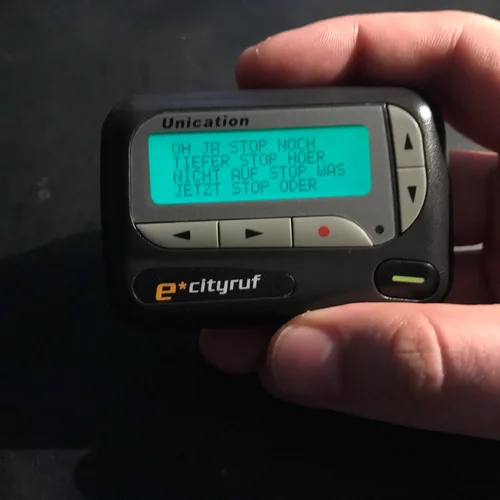 Unication
OH JA STOP NOCH
TIEFER STOP HOER
NICHT AUF STOP WAS
JETZT STOP ODER
e*cityruf